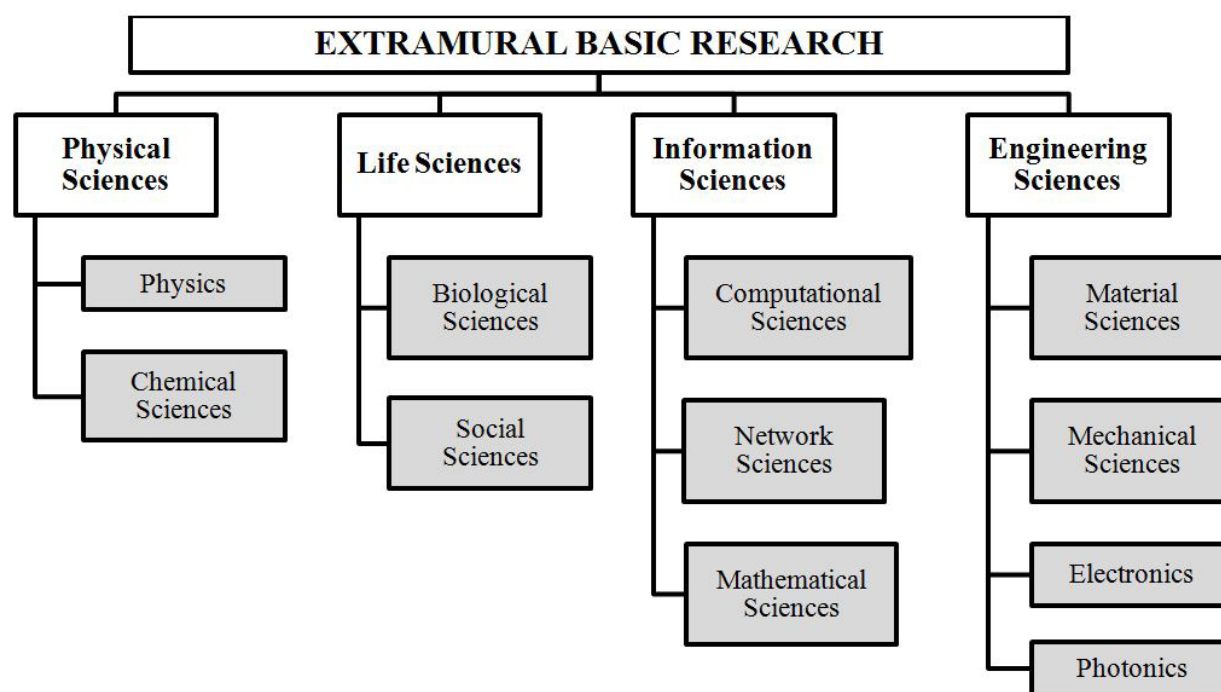 EXTRAMURAL BASIC RESEARCH
Physical
Sciences
Physics
Chemical
Sciences
Life Sciences
Biological
Sciences
Social
Sciences
Information
Sciences
Computational
Sciences
Network
Sciences
Mathematical
Sciences
Engineering
Sciences
Material
Sciences
Mechanical
Sciences
Electronics
Photonics